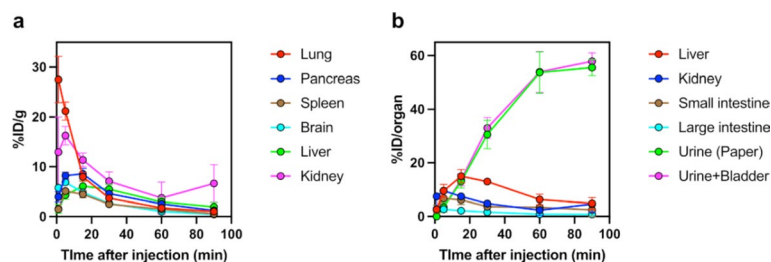 a
%ID/g
30
20
10
0
0 20 40 60 80 100
TIme after injection (min)
Lung
Pancreas
Spleen
Brain
Liver
Kidney
b
%ID/organ
60
40
20
0
0 20 40 60 80 100
TIme after injection (min)
Liver
Kidney
Small intestine
Large intestine
Urine (Paper)
Urine+Bladder